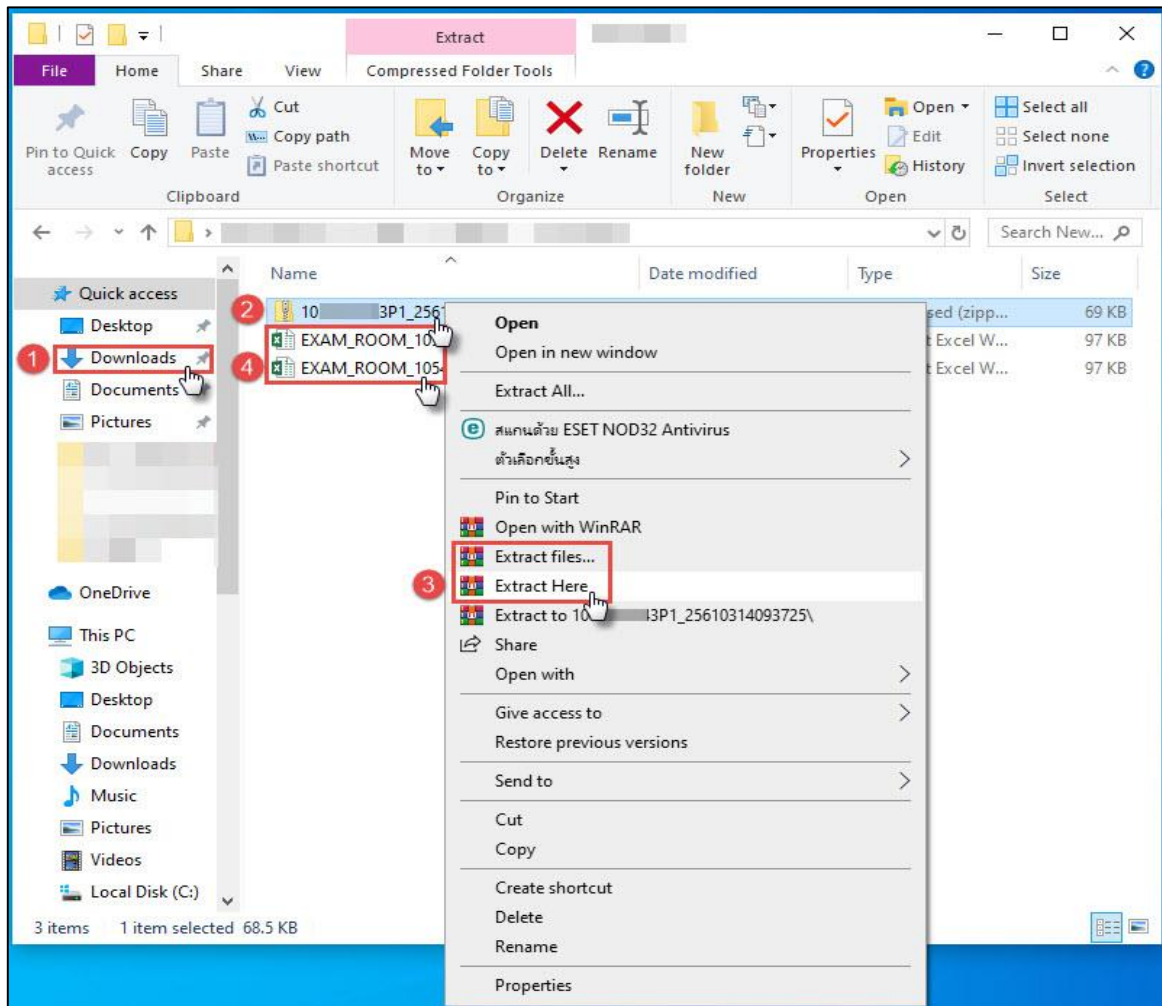 Extract
File Home Share View Compressed Folder Tools
Pin to Quick access
Copy
Paste
Cut
Copy path
Paste shortcut
Clipboard
Move to
Copy to
Delete
Rename
Organize
New folder
New
Properties
Open
Edit
History
Open
Select all
Select none
Invert selection
Select
Search New...
Name Date modified Type Size
Quick access
Desktop
1 Downloads
Documents
Pictures
OneDrive
This PC
3D Objects
Desktop
Documents
Downloads
Music
Pictures
Videos
Local Disk (C:)
2 10 3P1_256 sed (zipp... 69 KB
EXAM_ROOM_10 t Excel W... 97 KB
4 EXAM_ROOM_1054 t Excel W... 97 KB
Open
Open in new window
Extract All...
สแกนด้วย ESET NOD32 Antivirus
ตัวเลือกขั้นสูง
Pin to Start
Open with WinRAR
Extract files...
3 Extract Here
Extract to 10 3P1_25610314093725\
Share
Open with
Give access to
Restore previous versions
Send to
Cut
Copy
Create shortcut
Delete
Rename
Properties
3 items 1 item selected 68.5 KB